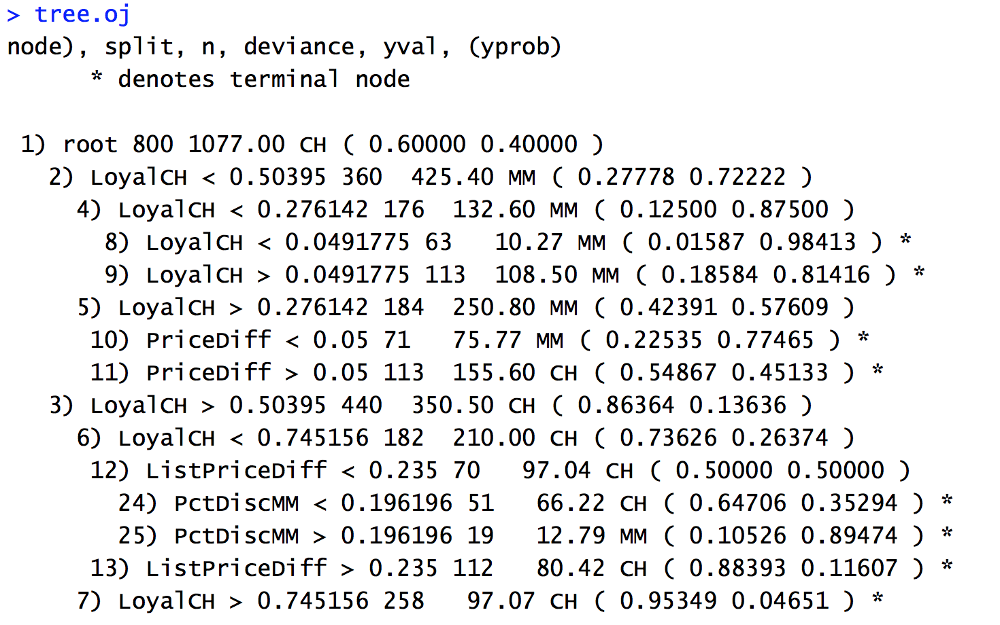 > tree.oj
node), split, n, deviance, yval, (yprob)
      * denotes terminal node

 1) root 800 1077.00 CH ( 0.60000 0.40000 )
   2) LoyalCH < 0.50395 360  425.40 MM ( 0.27778 0.72222 )
     4) LoyalCH < 0.276142 176  132.60 MM ( 0.12500 0.87500 )
       8) LoyalCH < 0.0491775 63   10.27 MM ( 0.01587 0.98413 ) *
       9) LoyalCH > 0.0491775 113  108.50 MM ( 0.18584 0.81416 ) *
     5) LoyalCH > 0.276142 184  250.80 MM ( 0.42391 0.57609 )
      10) PriceDiff < 0.05 71   75.77 MM ( 0.22535 0.77465 ) *
      11) PriceDiff > 0.05 113  155.60 CH ( 0.54867 0.45133 ) *
   3) LoyalCH > 0.50395 440  350.50 CH ( 0.86364 0.13636 )
     6) LoyalCH < 0.745156 182  210.00 CH ( 0.73626 0.26374 )
      12) ListPriceDiff < 0.235 70   97.04 CH ( 0.50000 0.50000 )
        24) PctDiscMM < 0.196196 51   66.22 CH ( 0.64706 0.35294 ) *
        25) PctDiscMM > 0.196196 19   12.79 MM ( 0.10526 0.89474 ) *
      13) ListPriceDiff > 0.235 112   80.42 CH ( 0.88393 0.11607 ) *
     7) LoyalCH > 0.745156 258   97.07 CH ( 0.95349 0.04651 ) *